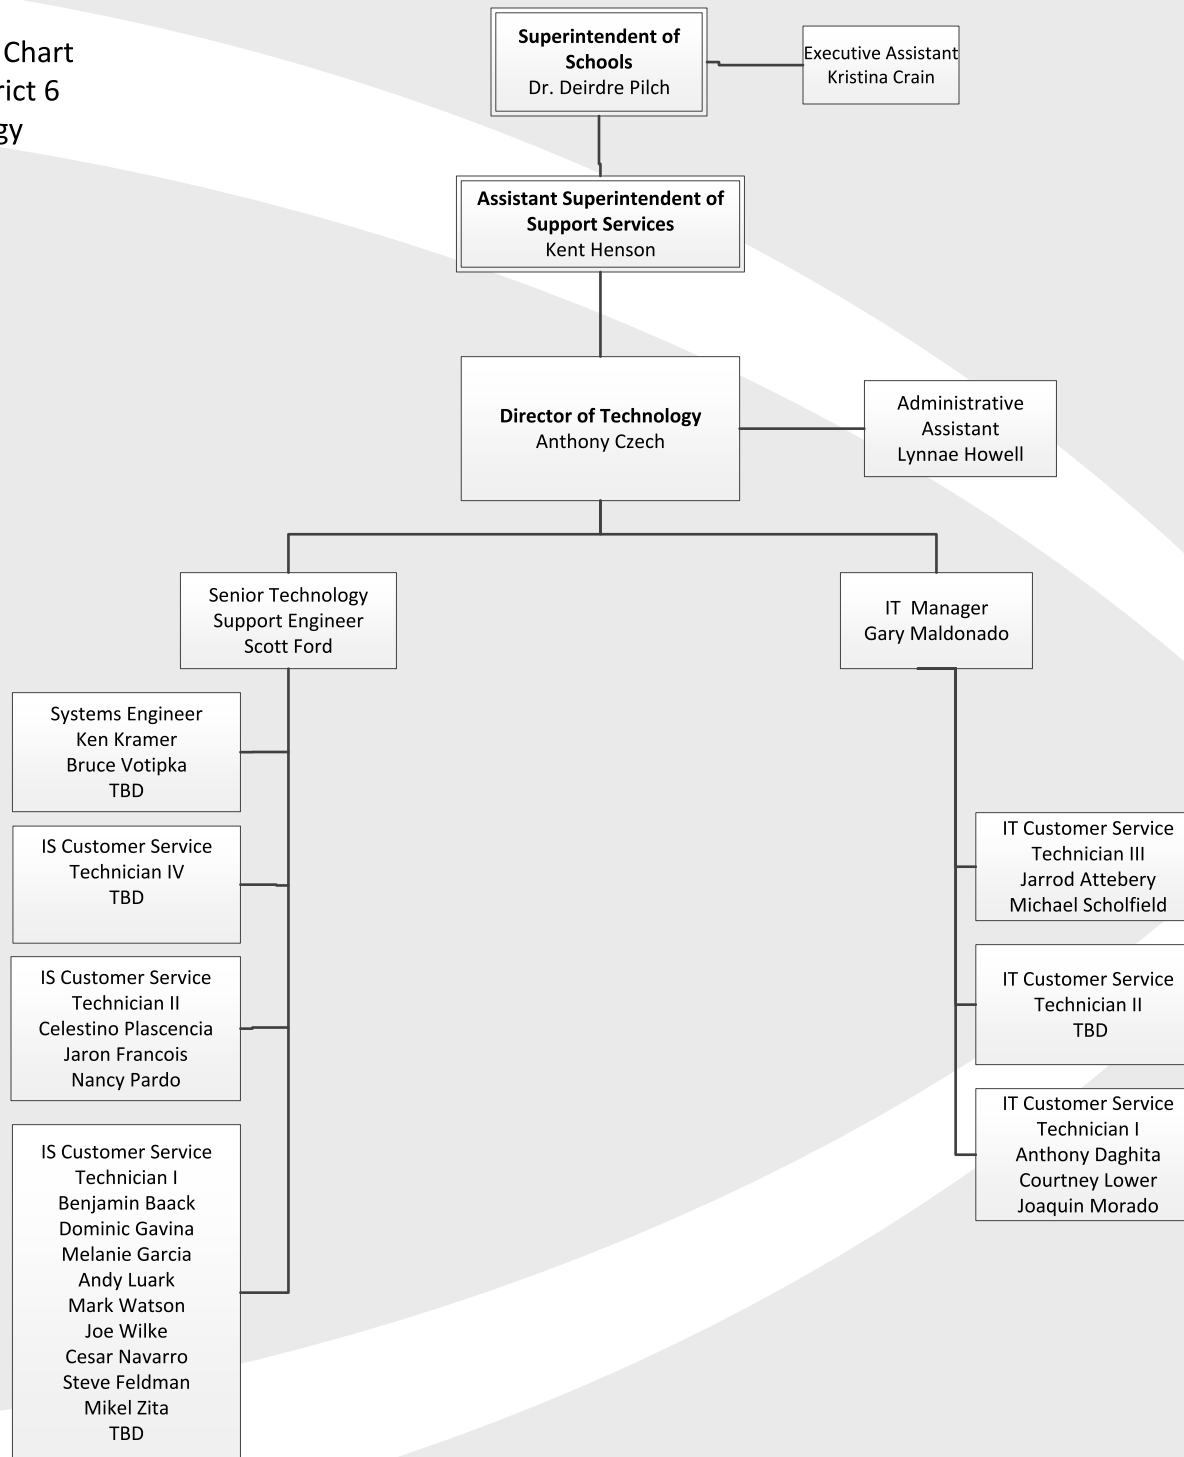 Chart
rict 6
gy
Superintendent of
Schools
Dr. Deirdre Pilch
Executive Assistant
Kristina Crain
Assistant Superintendent of
Support Services
Kent Henson
Director of Technology
Anthony Czech
Administrative
Assistant
Lynnae Howell
Senior Technology
Support Engineer
Scott Ford
IT  Manager
Gary Maldonado
Systems Engineer
Ken Kramer
Bruce Votipka
TBD
IS Customer Service
Technician IV
TBD
IS Customer Service
Technician II
Celestino Plascencia
Jaron Francois
Nancy Pardo
IS Customer Service
Technician I
Benjamin Baack
Dominic Gavina
Melanie Garcia
Andy Luark
Mark Watson
Joe Wilke
Cesar Navarro
Steve Feldman
Mikel Zita
TBD
IT Customer Service
Technician III
Jarrod Attebery
Michael Scholfield
IT Customer Service
Technician II
TBD
IT Customer Service
Technician I
Anthony Daghita
Courtney Lower
Joaquin Morado